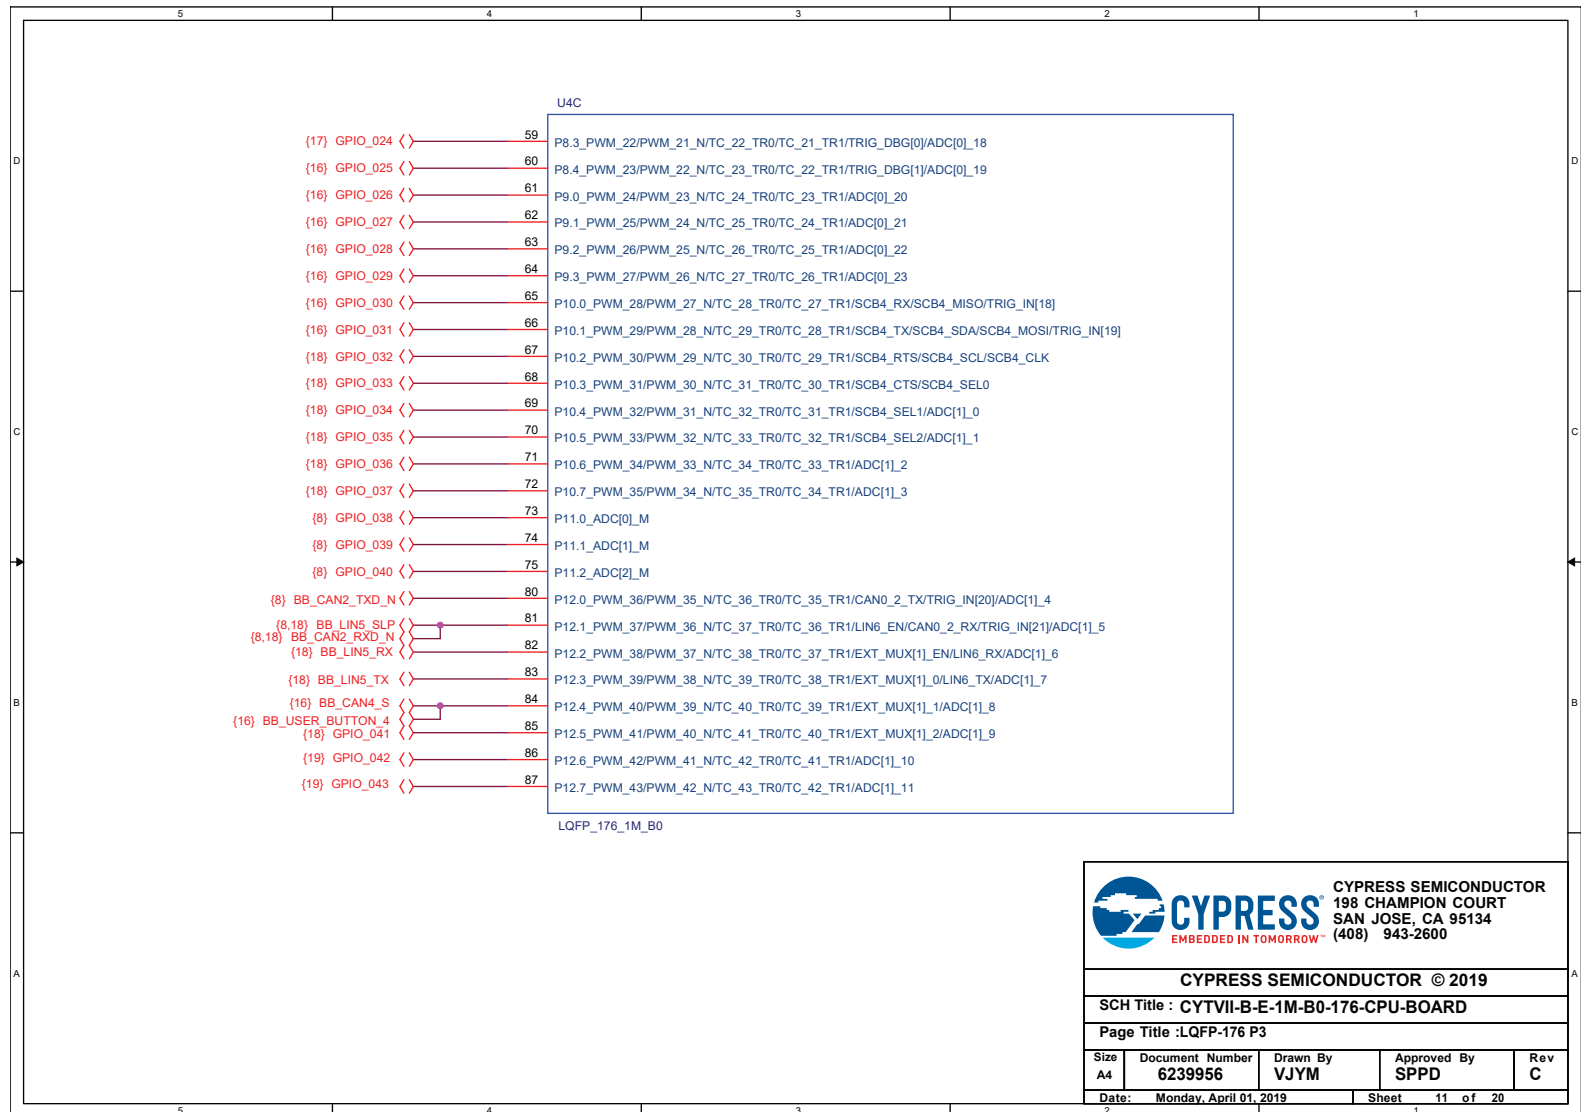 5 4 3 2 1
U4C
{17} GPIO_024 59 P8.3_PWM_22/PWM_21_N/TC_22_TR0/TC_21_TR1/TRIG_DBG[0]/ADC[0]_18
D D
{16} GPIO_025 60 P8.4_PWM_23/PWM_22_N/TC_23_TR0/TC_22_TR1/TRIG_DBG[1]/ADC[0]_19
{16} GPIO_026 61 P9.0_PWM_24/PWM_23_N/TC_24_TR0/TC_23_TR1/ADC[0]_20
{16} GPIO_027 62 P9.1_PWM_25/PWM_24_N/TC_25_TR0/TC_24_TR1/ADC[0]_21
{16} GPIO_028 63 P9.2_PWM_26/PWM_25_N/TC_26_TR0/TC_25_TR1/ADC[0]_22
{16} GPIO_029 64 P9.3_PWM_27/PWM_26_N/TC_27_TR0/TC_26_TR1/ADC[0]_23
{16} GPIO_030 65 P10.0_PWM_28/PWM_27_N/TC_28_TR0/TC_27_TR1/SCB4_RX/SCB4_MISO/TRIG_IN[18]
{16} GPIO_031 66 P10.1_PWM_29/PWM_28_N/TC_29_TR0/TC_28_TR1/SCB4_TX/SCB4_SDA/SCB4_MOSI/TRIG_IN[19]
{18} GPIO_032 67 P10.2_PWM_30/PWM_29_N/TC_30_TR0/TC_29_TR1/SCB4_RTS/SCB4_SCL/SCB4_CLK
{18} GPIO_033 68 P10.3_PWM_31/PWM_30_N/TC_31_TR0/TC_30_TR1/SCB4_CTS/SCB4_SEL0
{18} GPIO_034 69 P10.4_PWM_32/PWM_31_N/TC_32_TR0/TC_31_TR1/SCB4_SEL1/ADC[1]_0
C C
{18} GPIO_035 70 P10.5_PWM_33/PWM_32_N/TC_33_TR0/TC_32_TR1/SCB4_SEL2/ADC[1]_1
{18} GPIO_036 71 P10.6_PWM_34/PWM_33_N/TC_34_TR0/TC_33_TR1/ADC[1]_2
{18} GPIO_037 72 P10.7_PWM_35/PWM_34_N/TC_35_TR0/TC_34_TR1/ADC[1]_3
{8} GPIO_038 73 P11.0_ADC[0]_M
{8} GPIO_039 74 P11.1_ADC[1]_M
{8} GPIO_040 75 P11.2_ADC[2]_M
{8} BB_CAN2_TXD_N 80 P12.0_PWM_36/PWM_35_N/TC_36_TR0/TC_35_TR1/CAN0_2_TX/TRIG_IN[20]/ADC[1]_4
{8,18} BB_LIN5_SLP 81 P12.1_PWM_37/PWM_36_N/TC_37_TR0/TC_36_TR1/LIN6_EN/CAN0_2_RX/TRIG_IN[21]/ADC[1]_5
{8,18} BB_CAN2_RXD_N
{18} BB_LIN5_RX 82 P12.2_PWM_38/PWM_37_N/TC_38_TR0/TC_37_TR1/EXT_MUX[1]_EN/LIN6_RX/ADC[1]_6
{18} BB_LIN5_TX 83 P12.3_PWM_39/PWM_38_N/TC_39_TR0/TC_38_TR1/EXT_MUX[1]_0/LIN6_TX/ADC[1]_7
B B
{16} BB_CAN4_S 84 P12.4_PWM_40/PWM_39_N/TC_40_TR0/TC_39_TR1/EXT_MUX[1]_1/ADC[1]_8
{16} BB_USER_BUTTON_4
{18} GPIO_041 85 P12.5_PWM_41/PWM_40_N/TC_41_TR0/TC_40_TR1/EXT_MUX[1]_2/ADC[1]_9
{19} GPIO_042 86 P12.6_PWM_42/PWM_41_N/TC_42_TR0/TC_41_TR1/ADC[1]_10
{19} GPIO_043 87 P12.7_PWM_43/PWM_42_N/TC_43_TR0/TC_42_TR1/ADC[1]_11
LQFP_176_1M_B0
CYPRESS®
EMBEDDED IN TOMORROW™
CYPRESS SEMICONDUCTOR
198 CHAMPION COURT
SAN JOSE, CA 95134
(408) 943-2600
A A
CYPRESS SEMICONDUCTOR © 2019
SCH Title : CYTVII-B-E-1M-B0-176-CPU-BOARD
Page Title :LQFP-176 P3
Size Document Number Drawn By Approved By Rev
A4 6239956 VJYM SPPD C
Date: Monday, April 01, 2019 Sheet 11 of 20
5 4 3 2 1